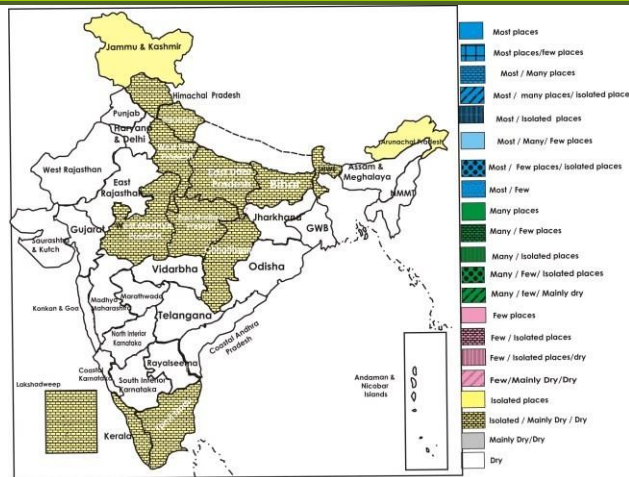 Jammu & Kashmir
Himachal Pradesh
Punjab
Haryana
& Delhi
Arunachal Pradesh
West Rajasthan
East
Rajasthan
Bihar
Assam &
Meghalaya
NMMT
Jharkhand
GWB
Gujarat
Saurashtra
& Kutch
Vidarbha
Odisha
Konkan & Goa
Madhya
Maharashtra
Marathwada
Telangana
North Interior
Karnataka
Coastal Andhra
Pradesh
Rayalseema
Coastal
Karnataka
South Interior
Karnataka
Lakshadweep
Kerala
Andaman &
Nicobar
Islands
Most places
Most places/few places
Most / Many places
Most / many places/ isolated places
Most / Isolated places
Most / Many/ Few places
Most / Few places/ isolated places
Most / Few
Many places
Many / Few places
Many / Isolated places
Many / Few/ Isolated places
Many / few/ Mainly dry
Few places
Few / Isolated places
Few / Isolated places/dry
Few/Mainly Dry/Dry
Isolated places
Isolated / Mainly Dry / Dry
Mainly Dry/Dry
Dry